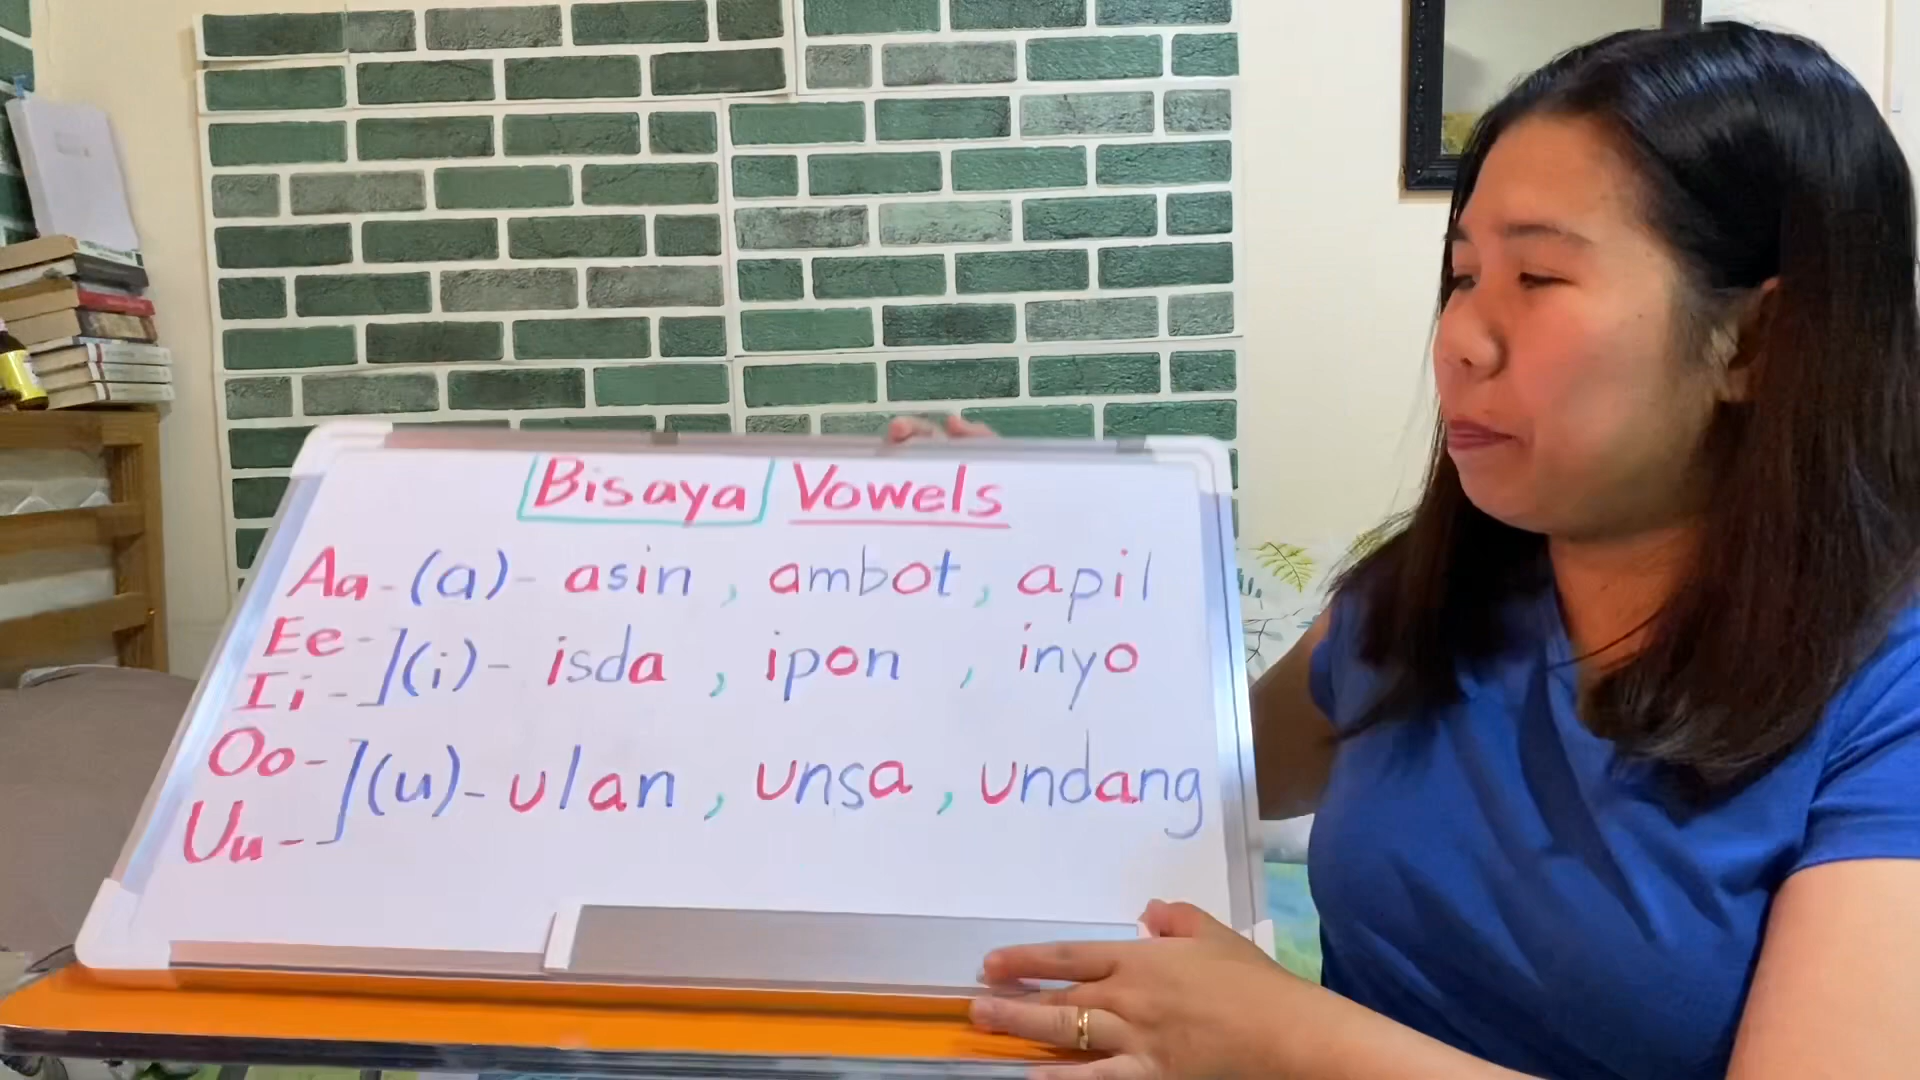 Bisaya Vowels
Aa - (a) - asin , ambot , apil
Ee -
Ii - ] (i) - isda , ipon , inyo
Oo -
Uu - ] (u) - ulan , unsa , undang